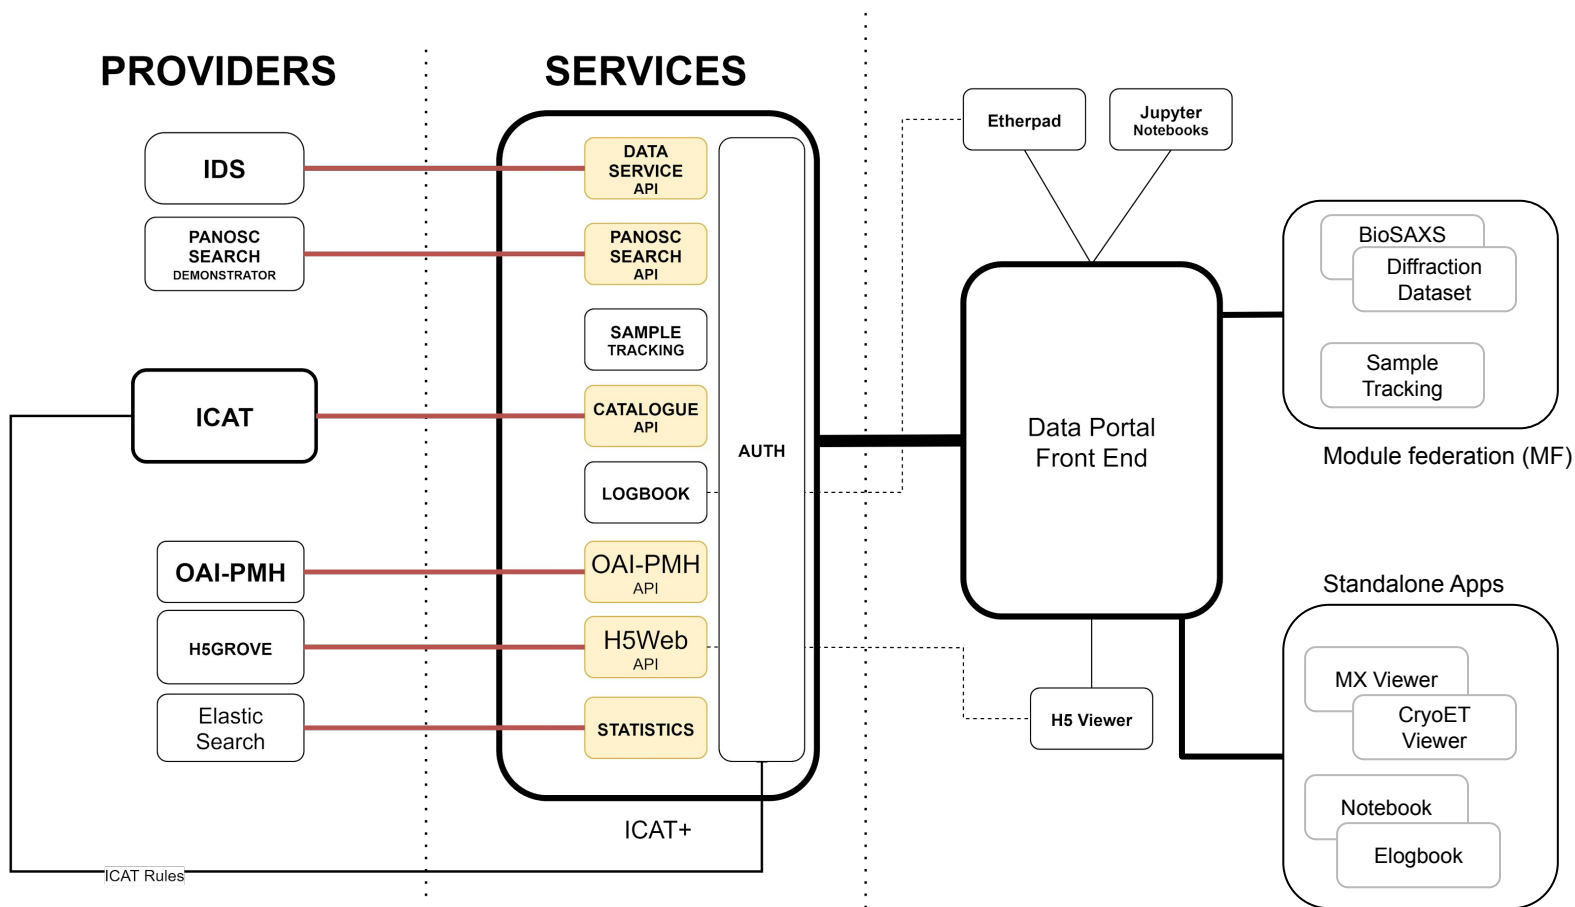 PROVIDERS
IDS
PANOSC
SEARCH
DEMONSTRATOR
ICAT
OAI-PMH
H5GROVE
Elastic
Search
ICAT Rules
SERVICES
DATA
SERVICE
API
PANOSC
SEARCH
API
SAMPLE
TRACKING
CATALOGUE
API
LOGBOOK
OAI-PMH
API
H5Web
API
STATISTICS
AUTH
ICAT+
Etherpad
Jupyter
Notebooks
Data Portal
Front End
H5 Viewer
BioSAXS
Diffraction
Dataset
Sample
Tracking
Module federation (MF)
Standalone Apps
MX Viewer
CryoET
Viewer
Notebook
Elogbook